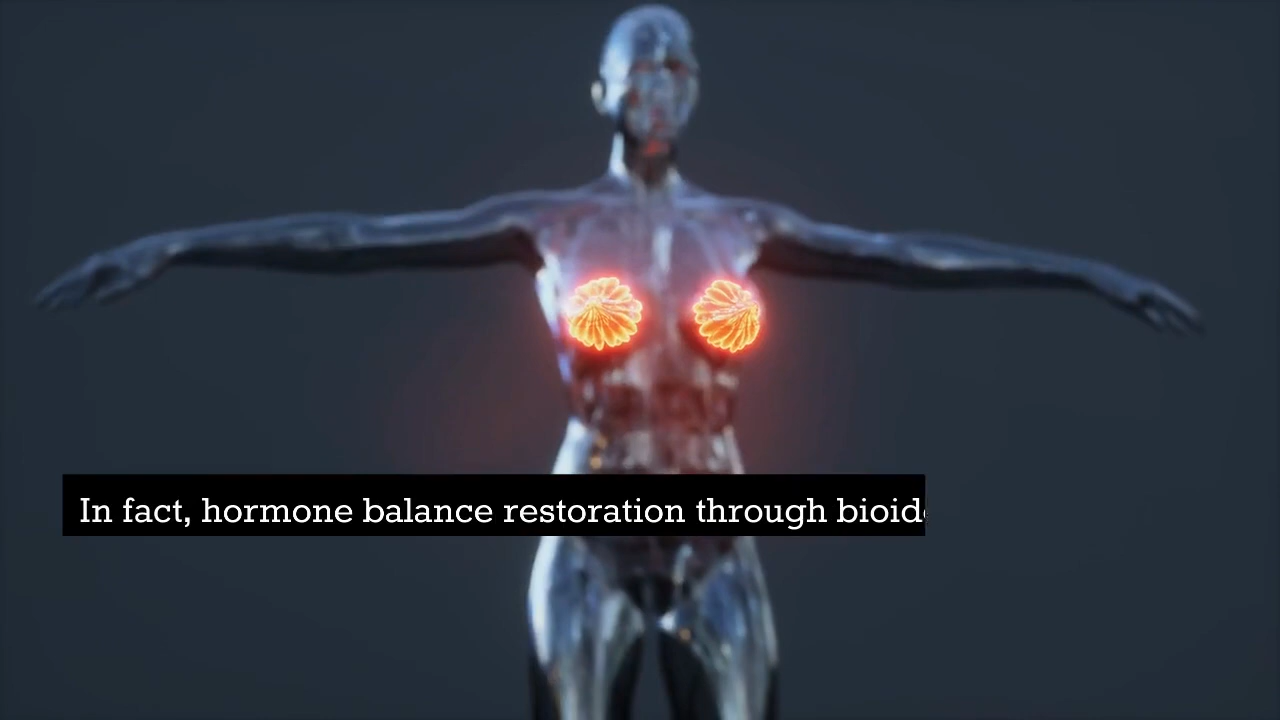 In fact, hormone balance restoration through bioid